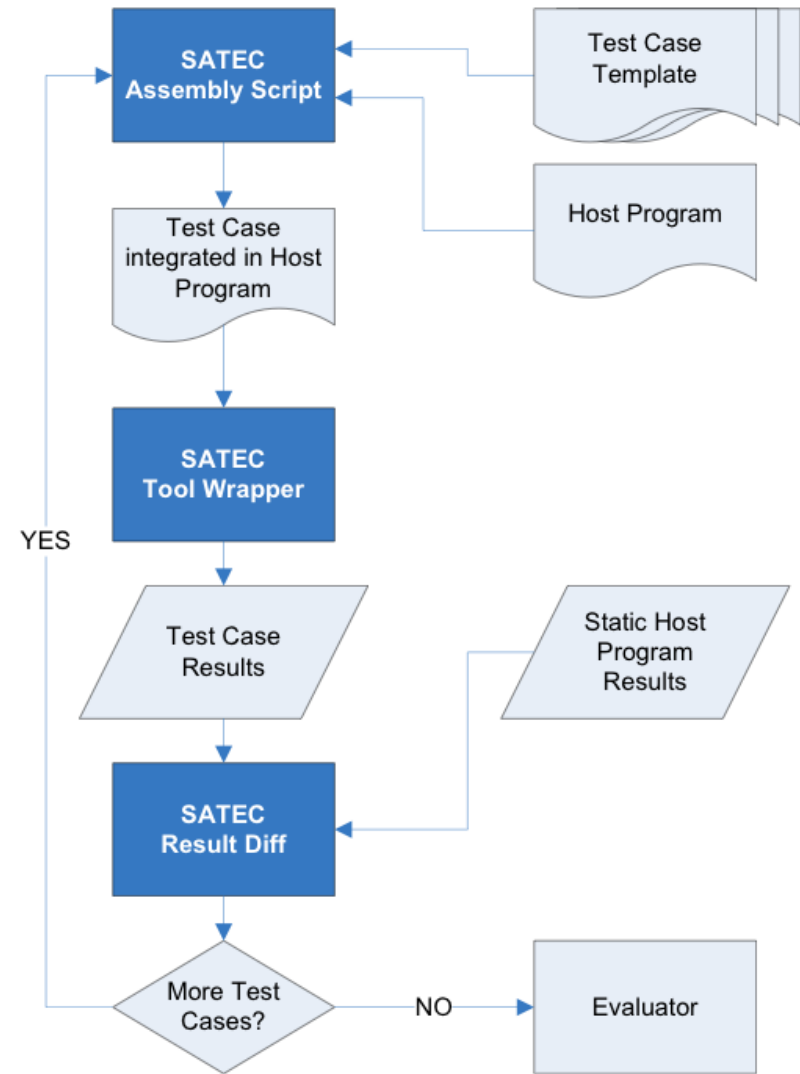 SATEC
Assembly Script
Test Case
Template
Host Program
Test Case
integrated in Host
Program
SATEC
Tool Wrapper
YES
Test Case
Results
Static Host
Program
Results
SATEC
Result Diff
More Test
Cases?
NO
Evaluator